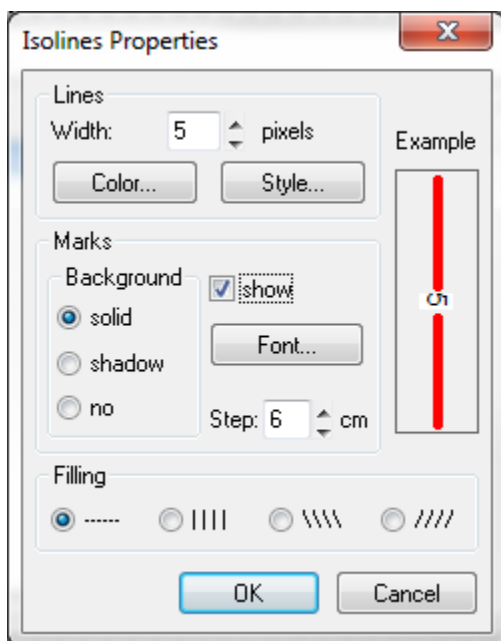 Isolines Properties
Lines
Width: 5 pixels
Example
Color... Style...
Marks
Background
show
solid
Font...
shadow
no
Step: 6 cm
5
Filling
------ |||| \\\\ ////
OK Cancel